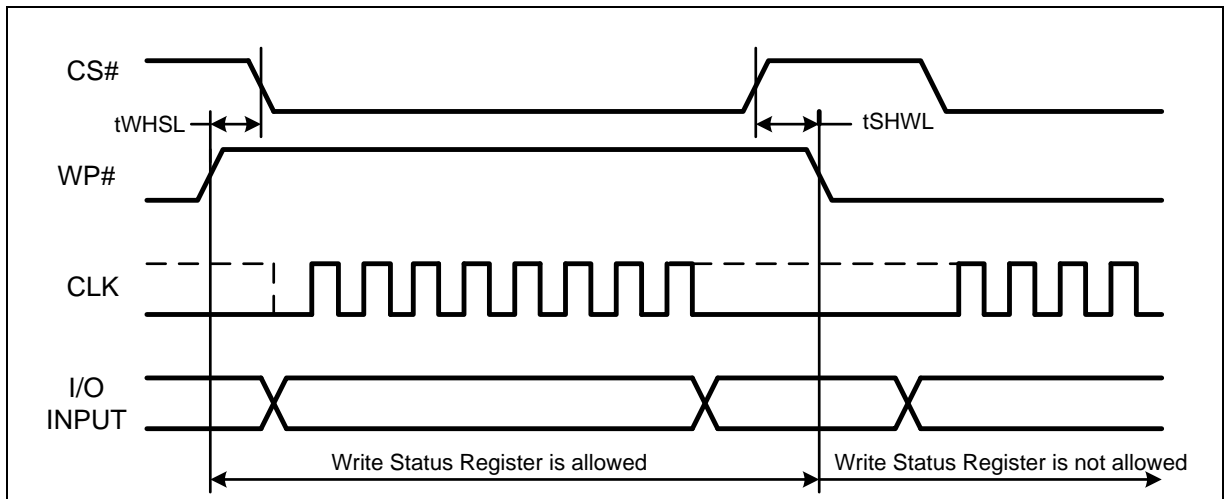 CS#
tWHSL
tSHWL
WP#
CLK
I/O
INPUT
Write Status Register is allowed
Write Status Register is not allowed